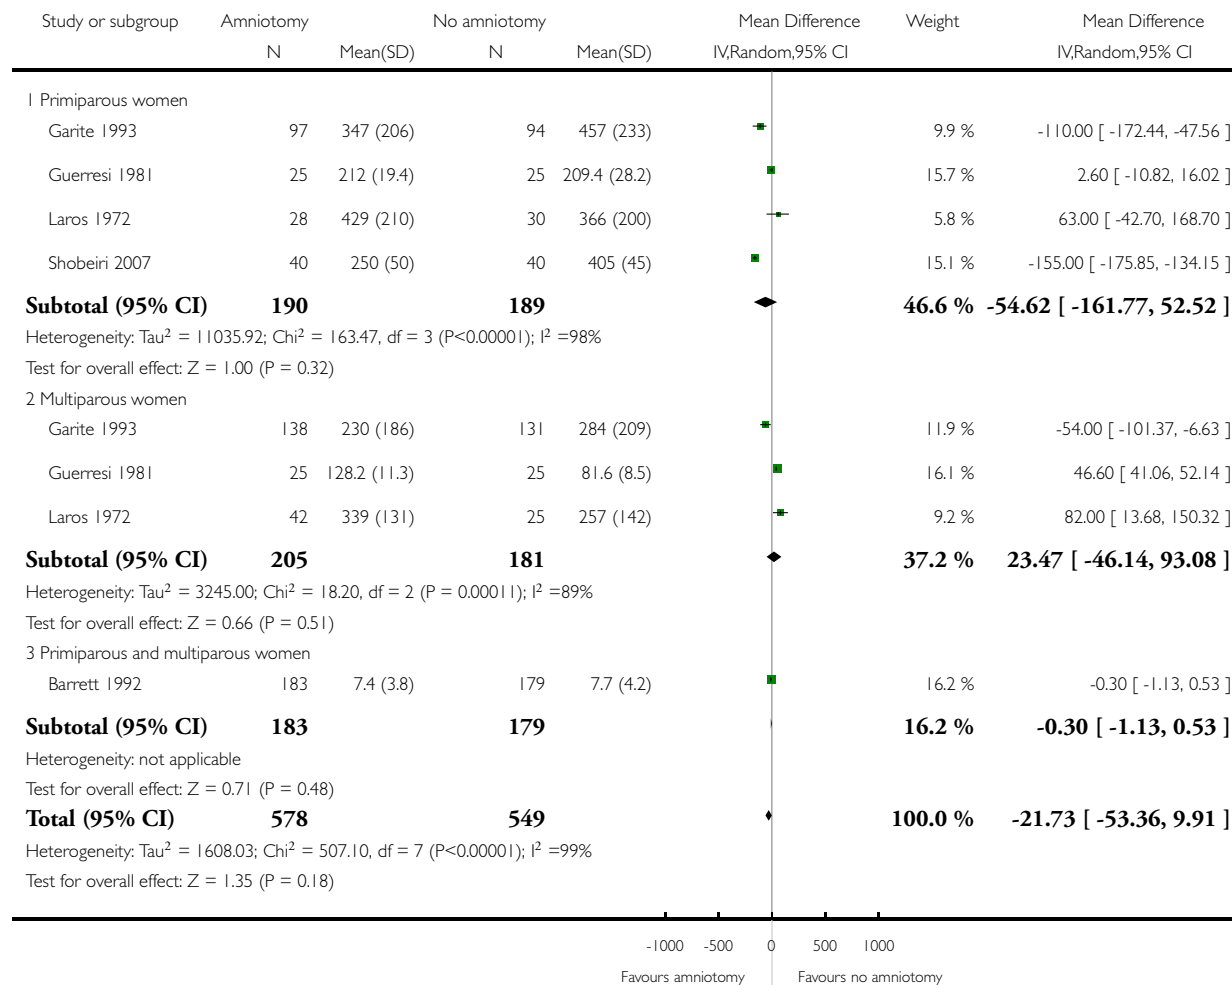 Study or subgroup Amniotomy No amniotomy Mean Difference Weight Mean Difference
N Mean(SD) N Mean(SD) IV,Random,95% CI IV,Random,95% CI
1 Primiparous women
Garite 1993 97 347 (206) 94 457 (233) 9.9 % -110.00 [ -172.44, -47.56 ]
Guerresi 1981 25 212 (19.4) 25 209.4 (28.2) 15.7 % 2.60 [ -10.82, 16.02 ]
Laros 1972 28 429 (210) 30 366 (200) 5.8 % 63.00 [ -42.70, 168.70 ]
Shobeiri 2007 40 250 (50) 40 405 (45) 15.1 % -155.00 [ -175.85, -134.15 ]
Subtotal (95% CI) 190 189 46.6 % -54.62 [ -161.77, 52.52 ]
Heterogeneity: Tau² = 11035.92; Chi² = 163.47, df = 3 (P<0.00001); I² =98%
Test for overall effect: Z = 1.00 (P = 0.32)
2 Multiparous women
Garite 1993 138 230 (186) 131 284 (209) 11.9 % -54.00 [ -101.37, -6.63 ]
Guerresi 1981 25 128.2 (11.3) 25 81.6 (8.5) 16.1 % 46.60 [ 41.06, 52.14 ]
Laros 1972 42 339 (131) 25 257 (142) 9.2 % 82.00 [ 13.68, 150.32 ]
Subtotal (95% CI) 205 181 37.2 % 23.47 [ -46.14, 93.08 ]
Heterogeneity: Tau² = 3245.00; Chi² = 18.20, df = 2 (P = 0.00011); I² =89%
Test for overall effect: Z = 0.66 (P = 0.51)
3 Primiparous and multiparous women
Barrett 1992 183 7.4 (3.8) 179 7.7 (4.2) 16.2 % -0.30 [ -1.13, 0.53 ]
Subtotal (95% CI) 183 179 16.2 % -0.30 [ -1.13, 0.53 ]
Heterogeneity: not applicable
Test for overall effect: Z = 0.71 (P = 0.48)
Total (95% CI) 578 549 100.0 % -21.73 [ -53.36, 9.91 ]
Heterogeneity: Tau² = 1608.03; Chi² = 507.10, df = 7 (P<0.00001); I² =99%
Test for overall effect: Z = 1.35 (P = 0.18)
-1000 -500 0 500 1000
Favours amniotomy Favours no amniotomy